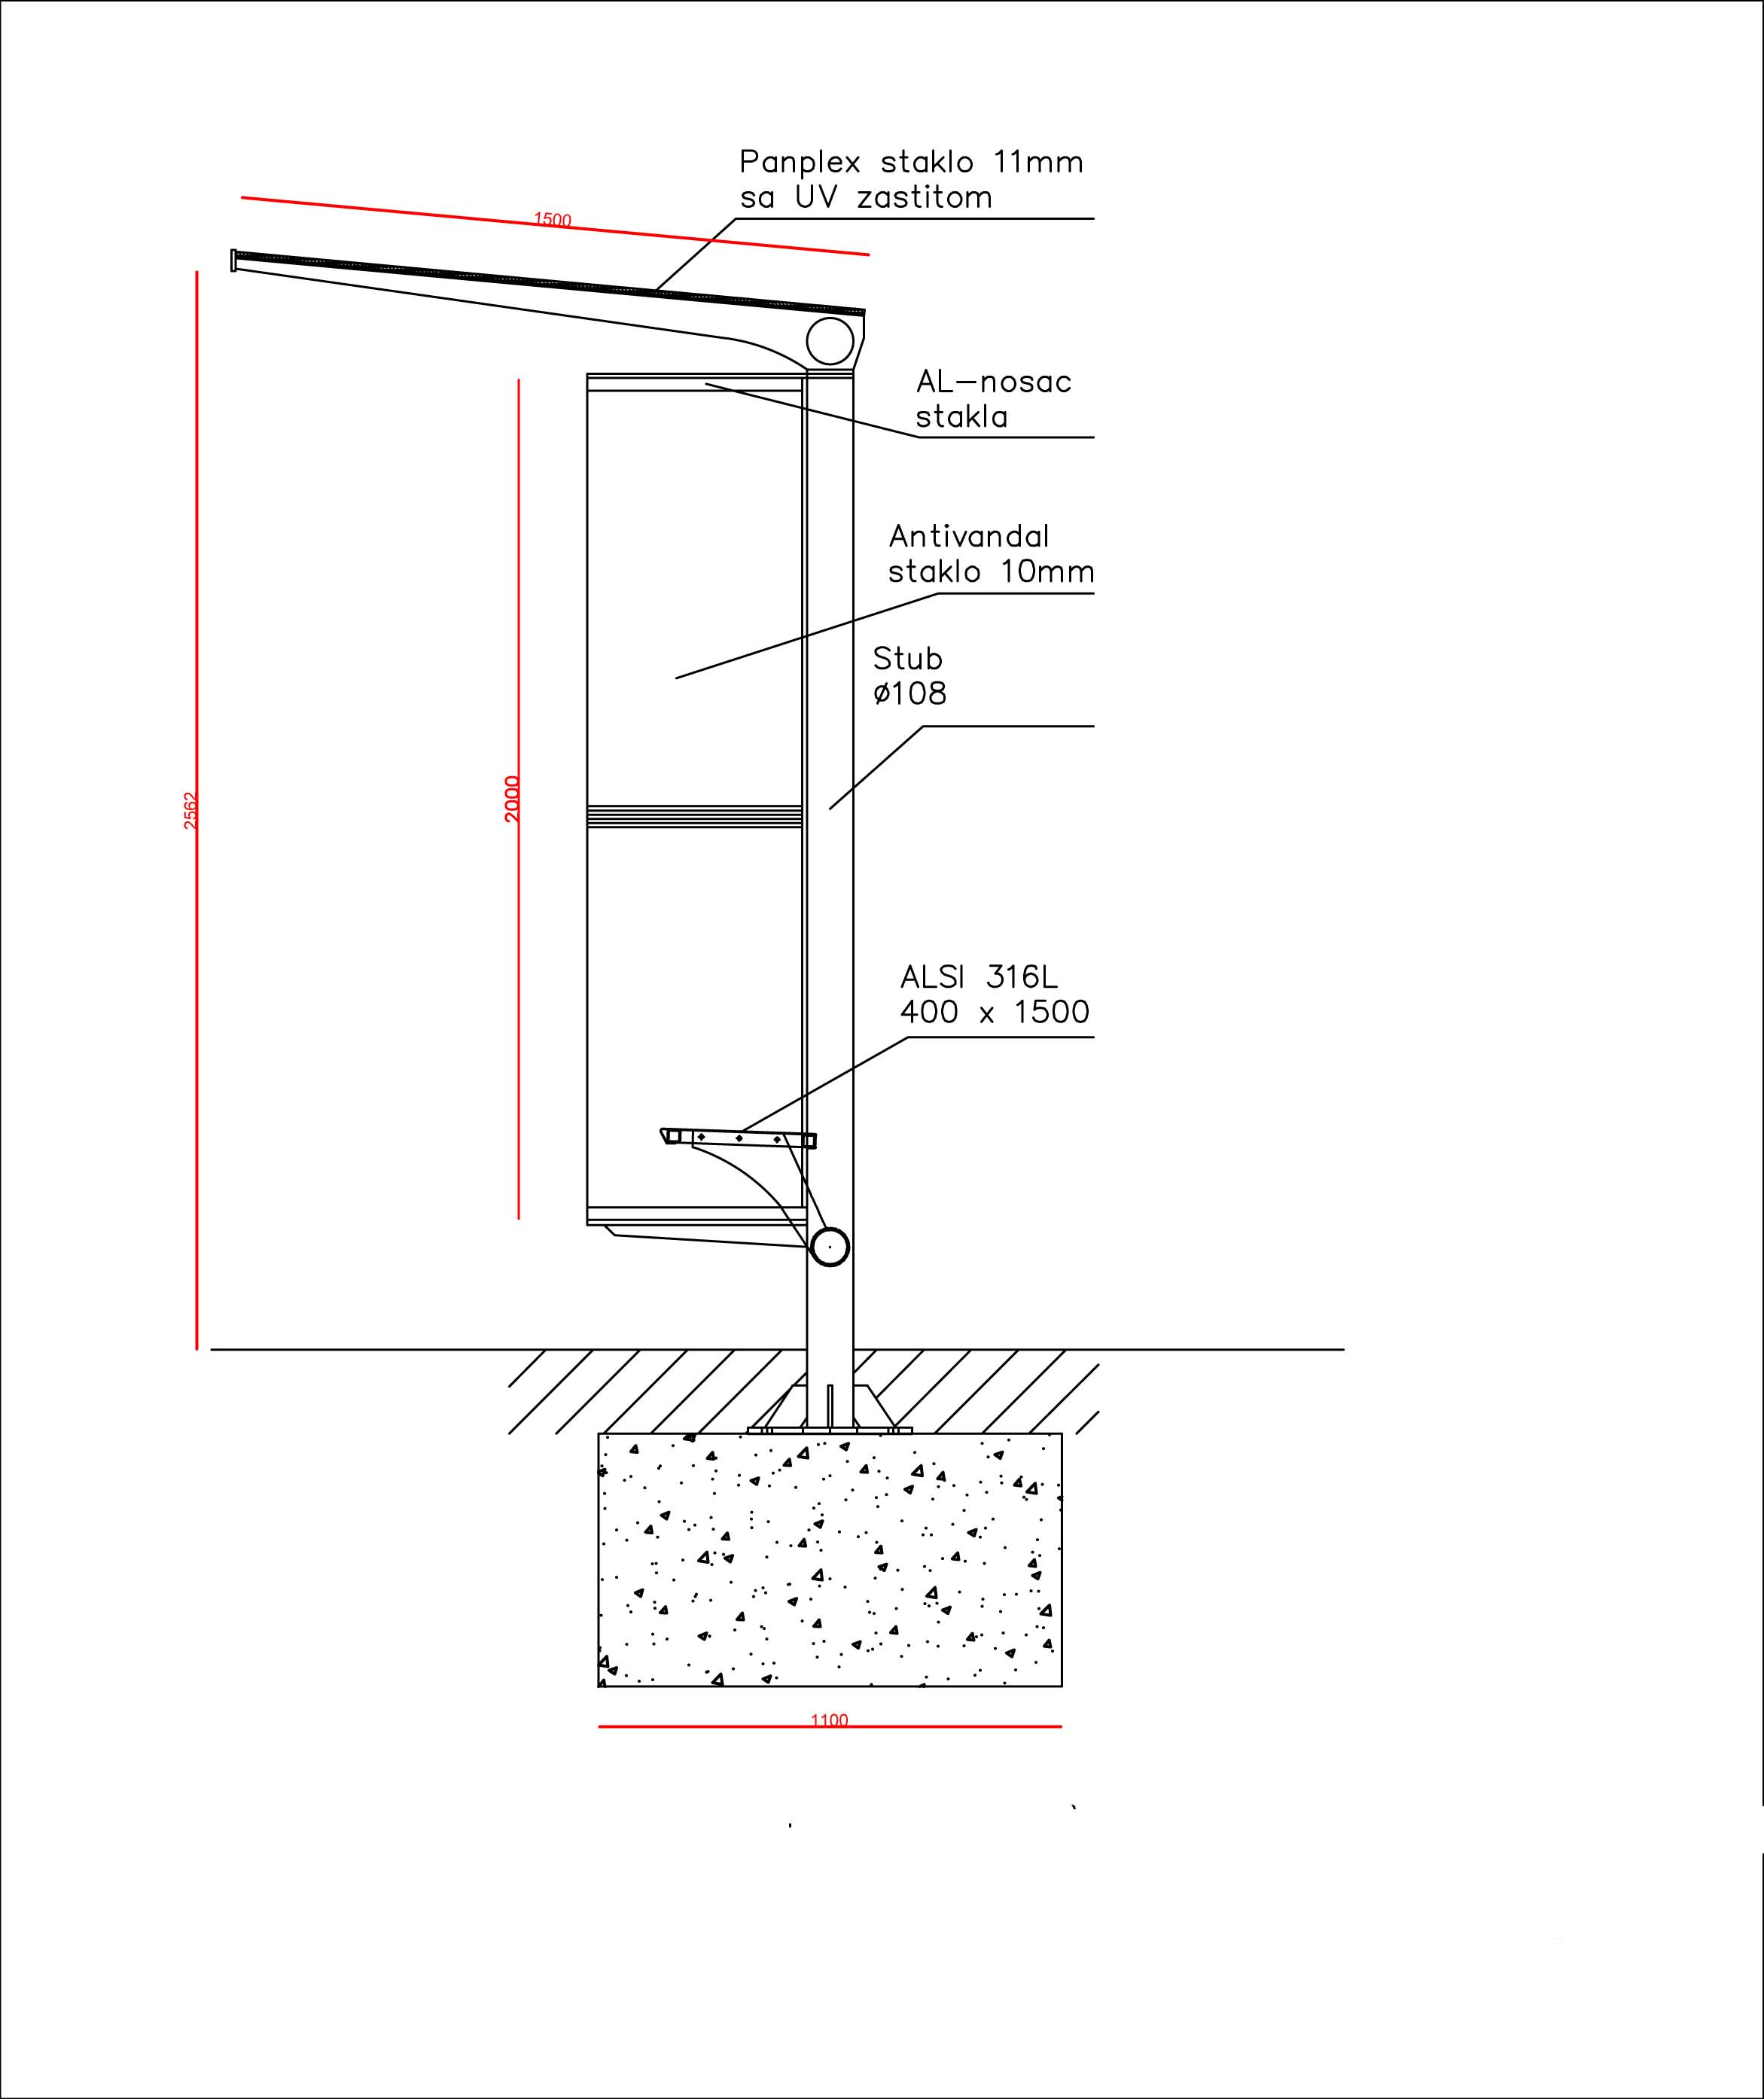 Panplex staklo 11mm
sa UV zastitom
1500
AL-nosac
stakla
Antivandal
staklo 10mm
Stub
ø108
2562
2000
ALSI 316L
400 x 1500
1100